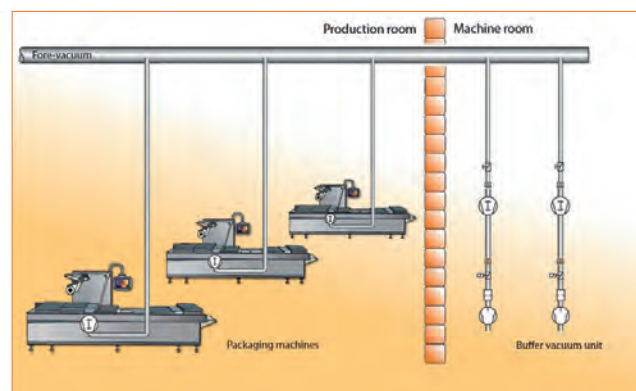 Production room
Machine room
Fore-vacuum
Packaging machines
Buffer vacuum unit